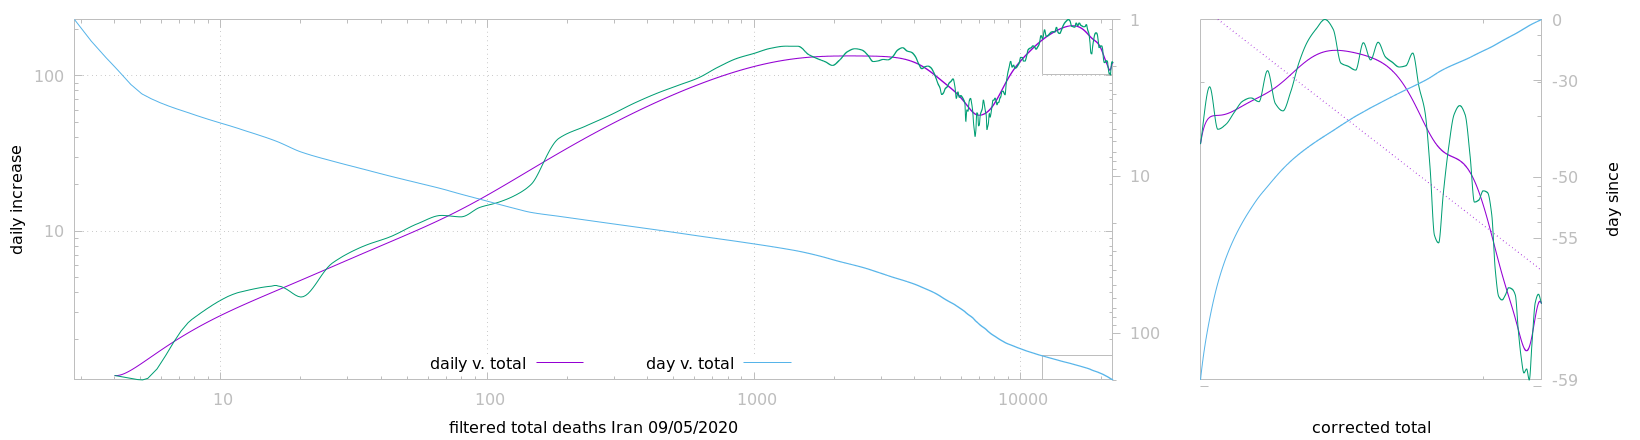 daily increase
100
10
10
100
1000
10000
filtered total deaths Iran 09/05/2020
daily v. total
day v. total
1
10
100
0
-30
-50
-55
-59
day since
corrected total